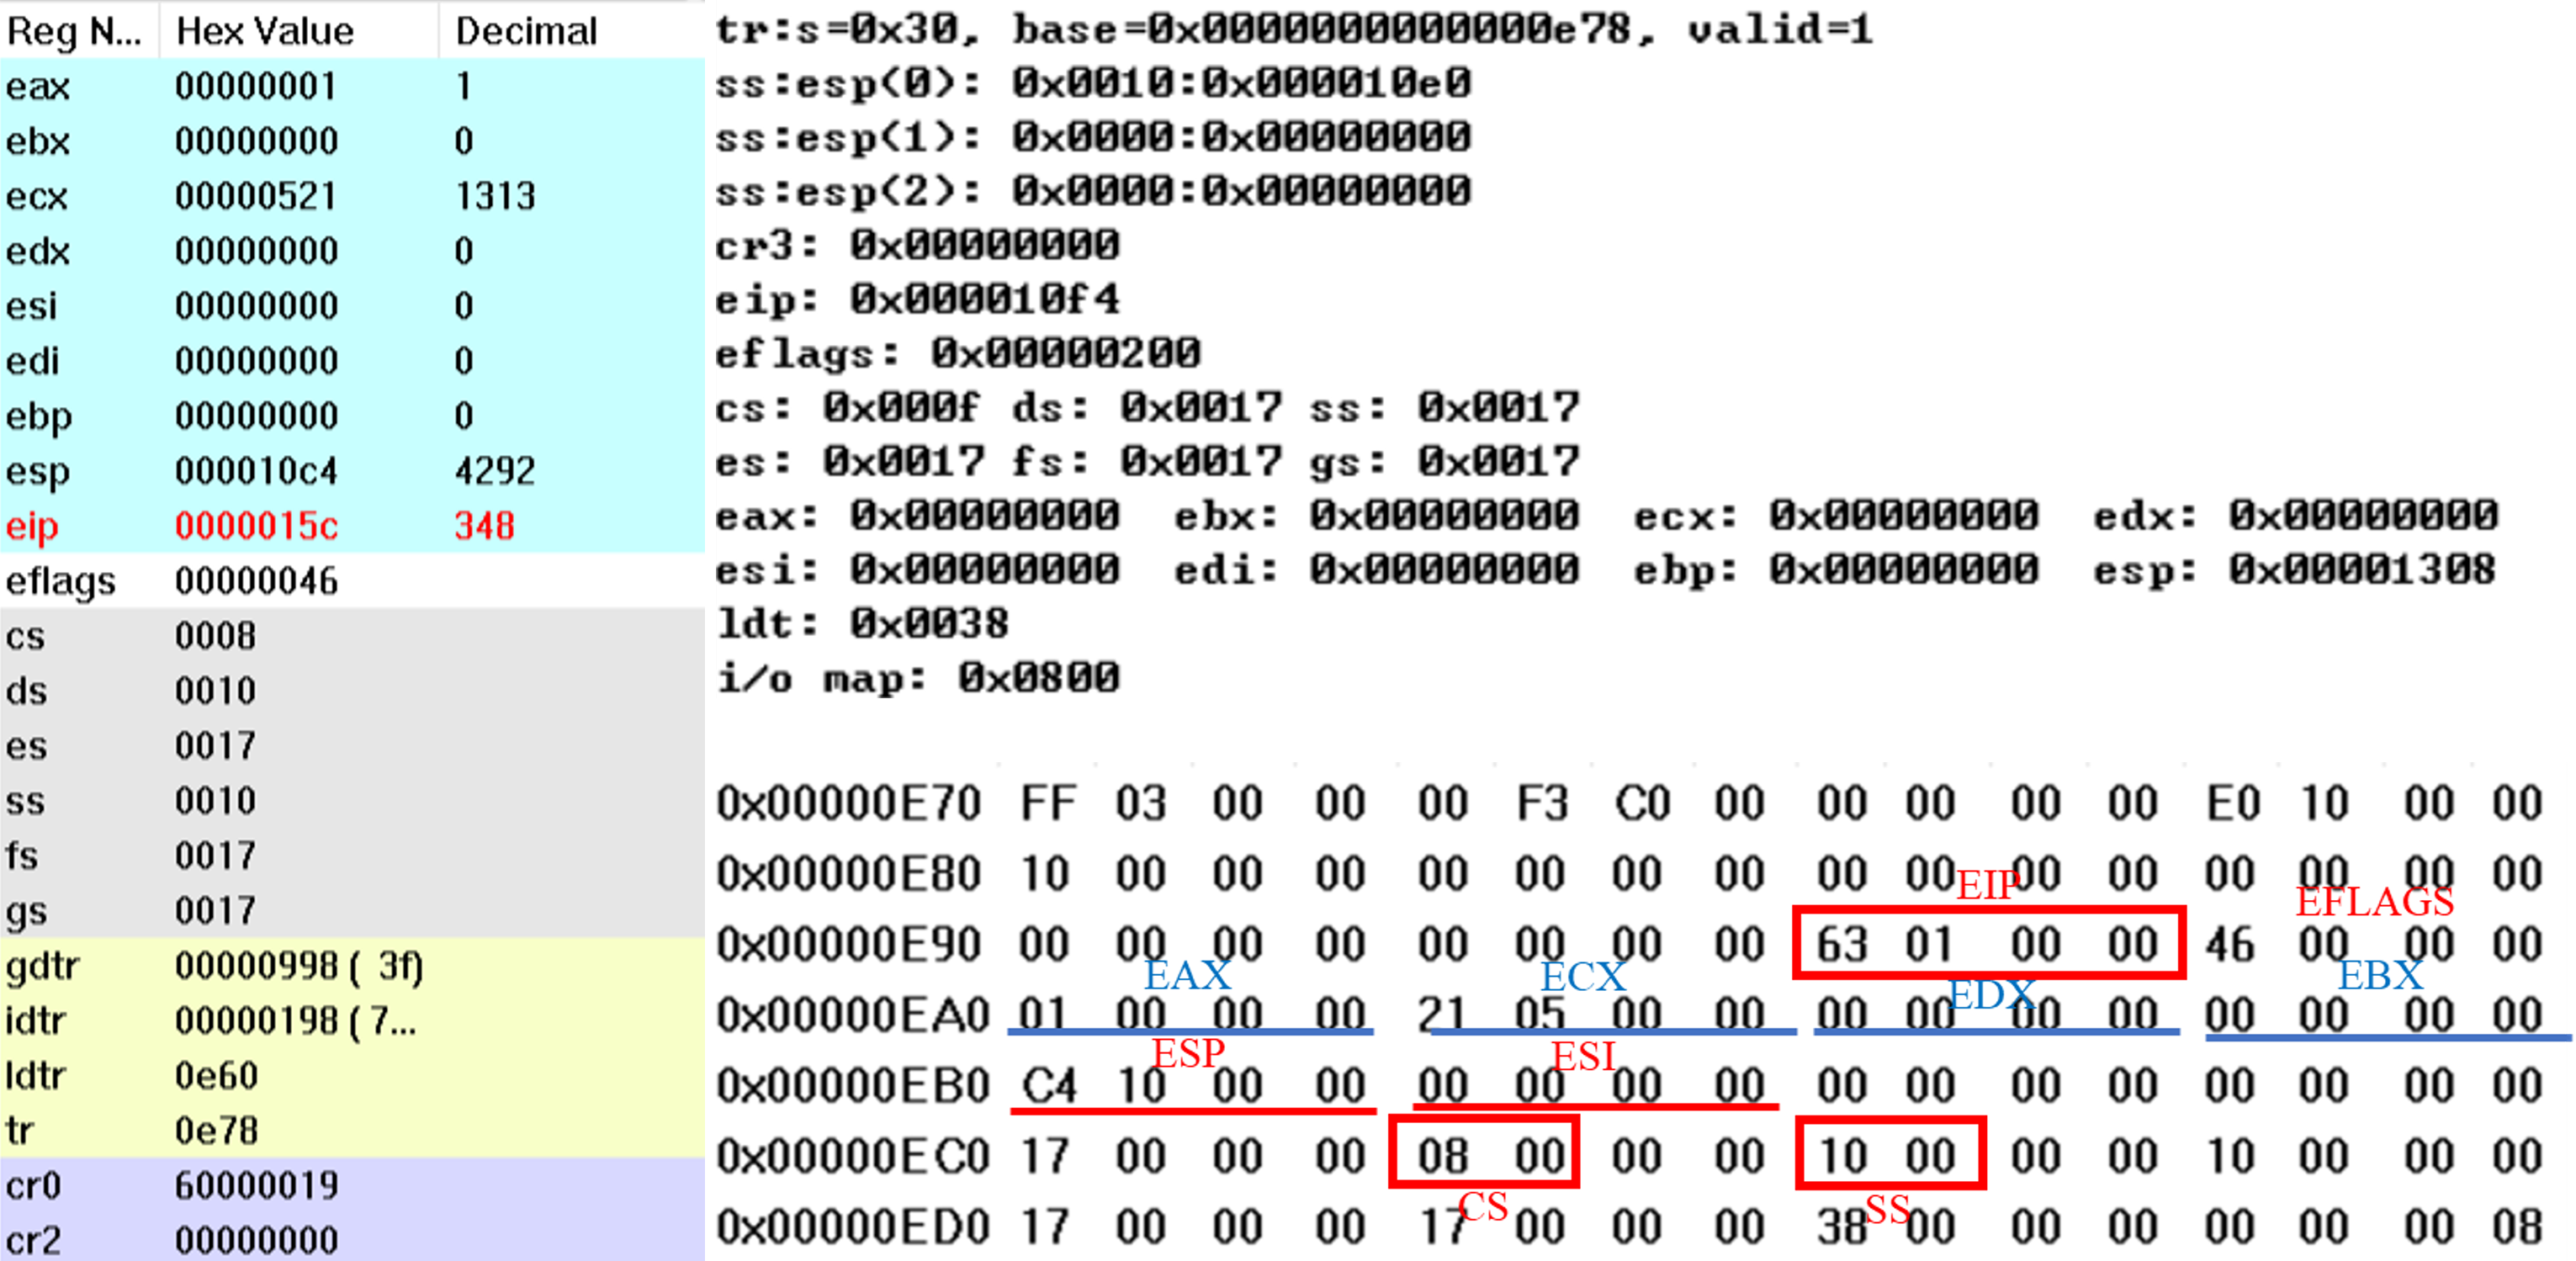 Reg N... Hex Value Decimal
eax 00000001 1
ebx 00000000 0
ecx 00000521 1313
edx 00000000 0
esi 00000000 0
edi 00000000 0
ebp 00000000 0
esp 000010c4 4292
eip 0000015c 348
eflags 00000046
cs 0008
ds 0010
es 0017
ss 0010
fs 0017
gs 0017
gdtr 00000998 ( 3f)
idtr 00000198 ( 7...
ldtr 0e60
tr 0e78
cr0 60000019
cr2 00000000
tr:s=0x30, base=0x0000000000000e78, valid=1
ss:esp(0): 0x0010:0x000010e0
ss:esp(1): 0x0000:0x00000000
ss:esp(2): 0x0000:0x00000000
cr3: 0x00000000
eip: 0x000010f4
eflags: 0x00000200
cs: 0x000f ds: 0x0017 ss: 0x0017
es: 0x0017 fs: 0x0017 gs: 0x0017
eax: 0x00000000 ebx: 0x00000000 ecx: 0x00000000 edx: 0x00000000
esi: 0x00000000 edi: 0x00000000 ebp: 0x00000000 esp: 0x00001308
ldt: 0x0038
i/o map: 0x0800
0x00000E70 FF 03 00 00 00 F3 C0 00 00 00 00 00 E0 10 00 00
0x00000E80 10 00 00 00 00 00 00 00 00 00 00 00 00 00 00 00
EIP EFLAGS
0x00000E90 00 00 00 00 00 00 00 00 63 01 00 00 46 00 00 00
EAX ECX EDX EBX
0x00000EA0 01 00 00 00 21 05 00 00 00 00 00 00 00 00 00 00
ESP ESI
0x00000EB0 C4 10 00 00 00 00 00 00 00 00 00 00 00 00 00 00
0x00000EC0 17 00 00 00 08 00 00 00 10 00 00 00 10 00 00 00
CS SS
0x00000ED0 17 00 00 00 17 00 00 00 38 00 00 00 00 00 00 08